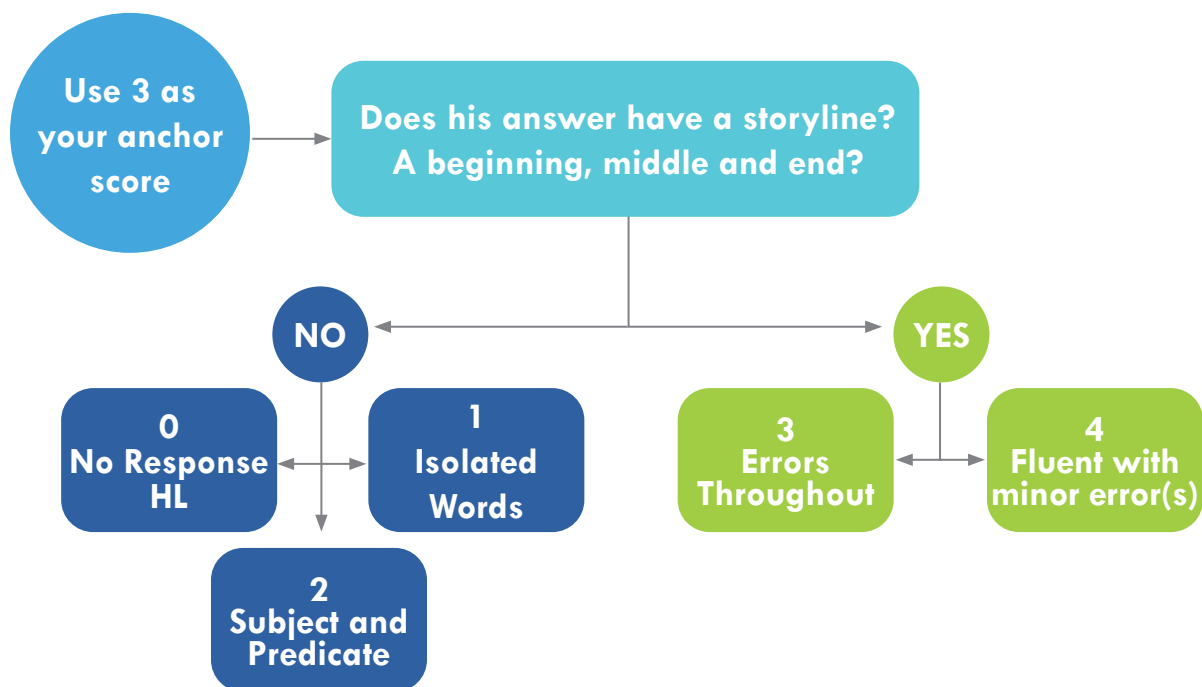 Use 3 as
your anchor
score
Does his answer have a storyline?
A beginning, middle and end?
NO
YES
0
No Response
HL
1
Isolated
Words
2
Subject and
Predicate
3
Errors
Throughout
4
Fluent with
minor error(s)